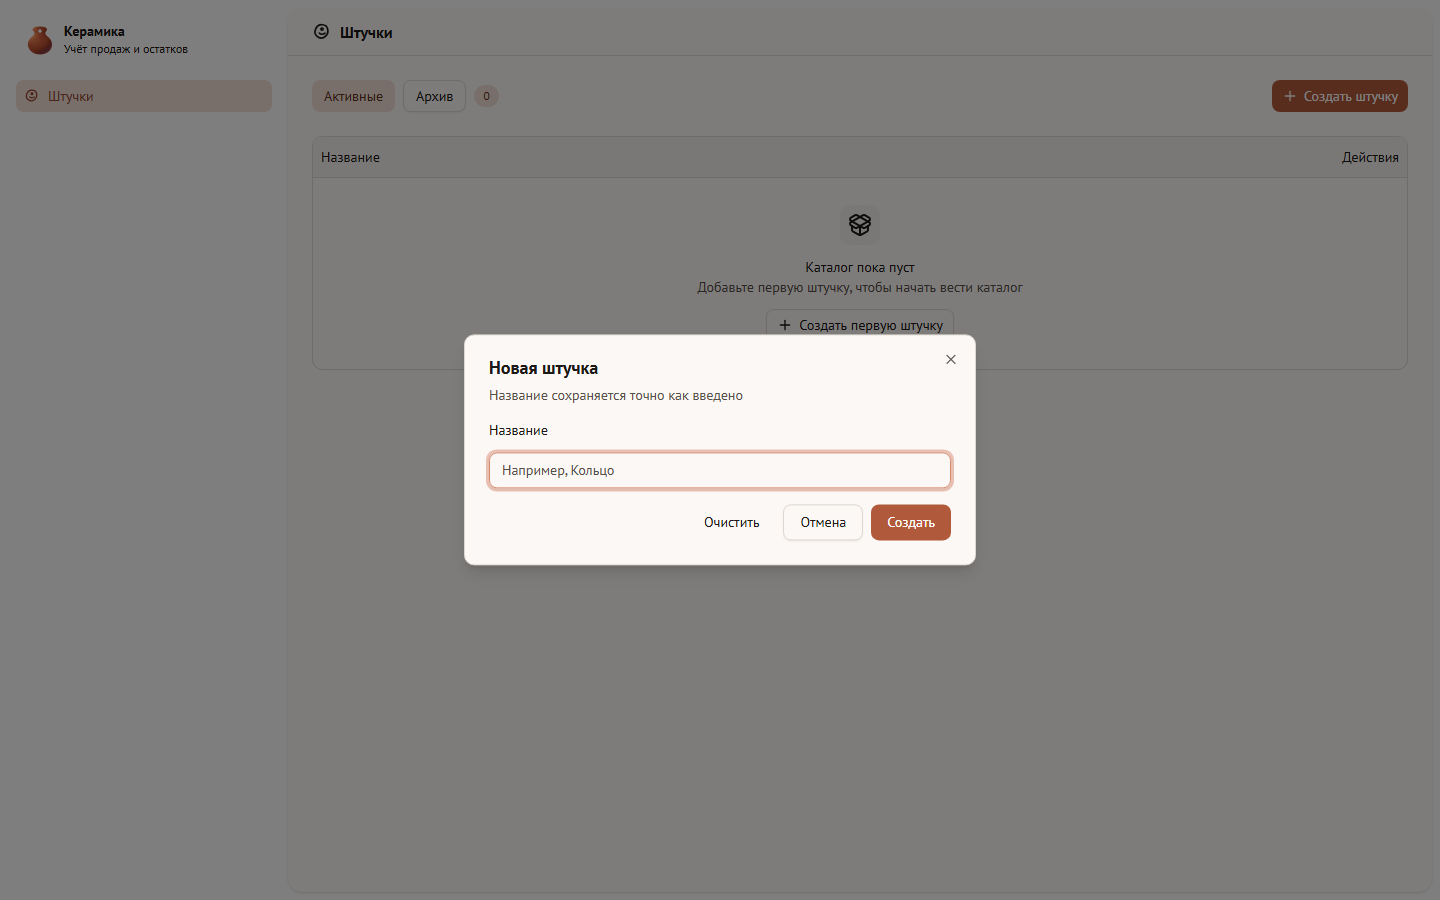 Керамика
Учёт продаж и остатков
Штучки
Штучки
Активные
Архив
0
Создать штучку
Название
Действия
Каталог пока пуст
Добавьте первую штучку, чтобы начать вести каталог
Создать первую штучку
Новая штучка
Название сохраняется точно как введено
Название
Например, Кольцо
Очистить
Отмена
Создать